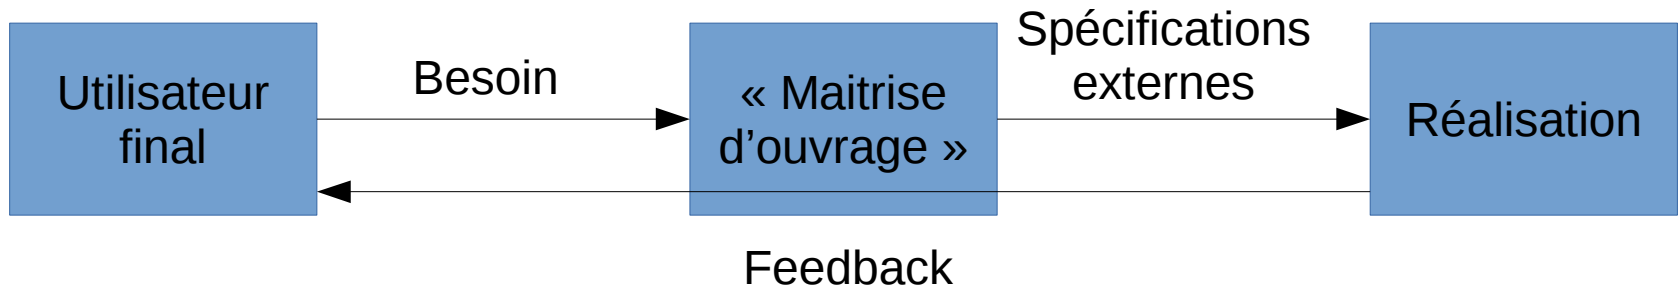 Utilisateur
final
Besoin
« Maitrise
d’ouvrage »
Spécifications
externes
Réalisation
Feedback